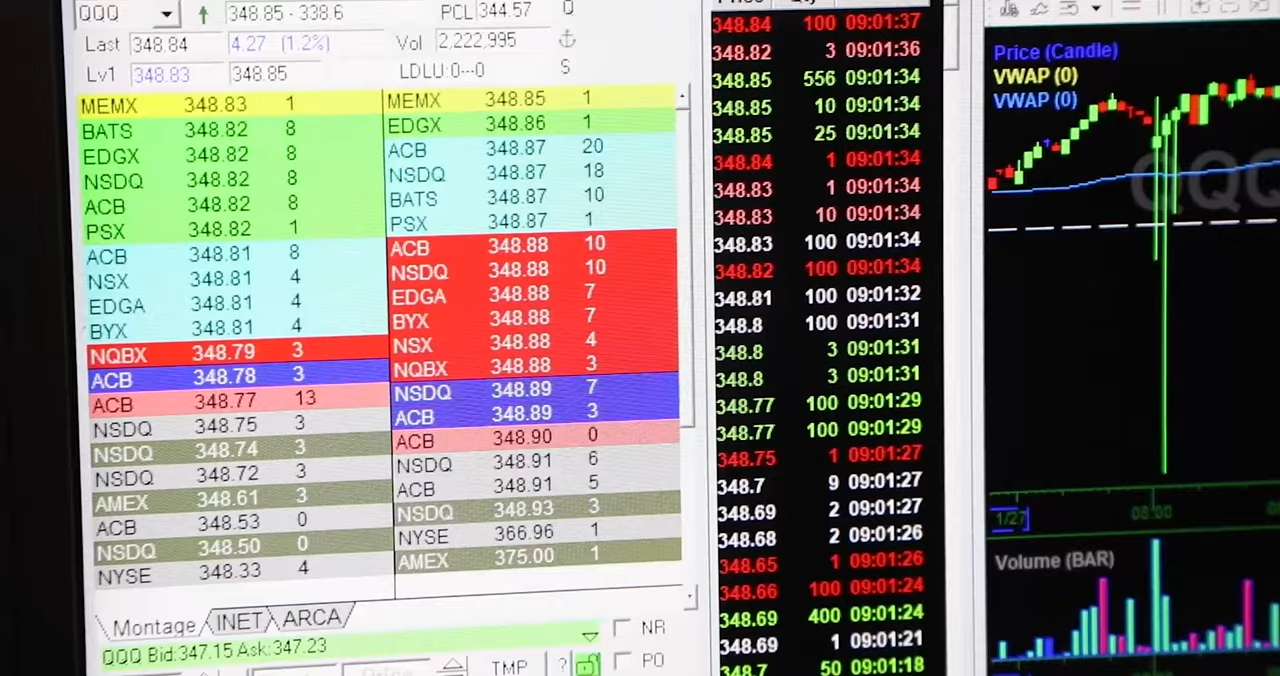 QQQ 348.85 - 338.6 PCL 344.57 0
Last 348.84 4.27 (1.2%) Vol 2,222,995
Lv1 348.83 348.85 LDLU:0---0 S
MEMX 348.83 1 MEMX 348.85 1
BATS 348.82 8 EDGX 348.86 1
EDGX 348.82 8 ACB 348.87 20
NSDQ 348.82 8 NSDQ 348.87 18
ACB 348.82 8 BATS 348.87 10
PSX 348.82 1 PSX 348.87 1
ACB 348.81 8 ACB 348.88 10
NSX 348.81 4 NSDQ 348.88 10
EDGA 348.81 4 EDGA 348.88 7
BYX 348.81 4 BYX 348.88 7
NQBX 348.79 3 NSX 348.88 4
ACB 348.78 3 NQBX 348.88 3
ACB 348.77 13 NSDQ 348.89 7
NSDQ 348.75 3 ACB 348.89 3
NSDQ 348.74 3 ACB 348.90 0
NSDQ 348.72 3 NSDQ 348.91 6
AMEX 348.61 3 ACB 348.91 5
ACB 348.53 0 NSDQ 348.93 3
NSDQ 348.50 0 NYSE 366.96 1
NYSE 348.33 4 AMEX 375.00 1
Montage INET ARCA
QQQ Bid:347.15 Ask:347.23 NR
TMP ? PO
348.84 100 09:01:37
348.82 3 09:01:36
348.85 556 09:01:34
348.85 10 09:01:34
348.85 25 09:01:34
348.84 1 09:01:34
348.83 1 09:01:34
348.83 10 09:01:34
348.83 100 09:01:34
348.82 100 09:01:34
348.81 100 09:01:32
348.8 100 09:01:31
348.8 3 09:01:31
348.8 3 09:01:31
348.77 100 09:01:29
348.77 100 09:01:29
348.75 1 09:01:27
348.7 9 09:01:27
348.69 2 09:01:27
348.68 2 09:01:26
348.65 1 09:01:26
348.66 100 09:01:24
348.69 400 09:01:24
348.69 1 09:01:21
348.7 50 09:01:18
Price (Candle)
VWAP (0)
VWAP (0)
QQQ
1/27 08:00
Volume (BAR)